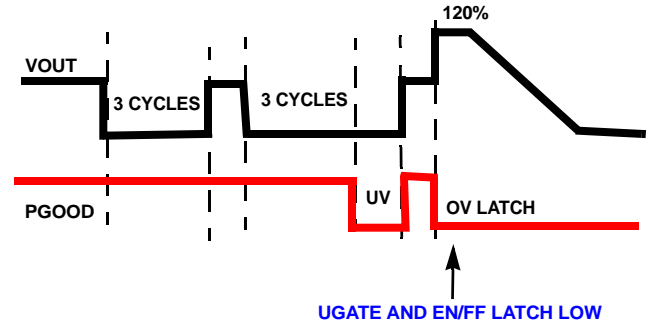 120%
VOUT
3 CYCLES
3 CYCLES
UV
PGOOD
OV LATCH
UGATE AND EN/FF LATCH LOW